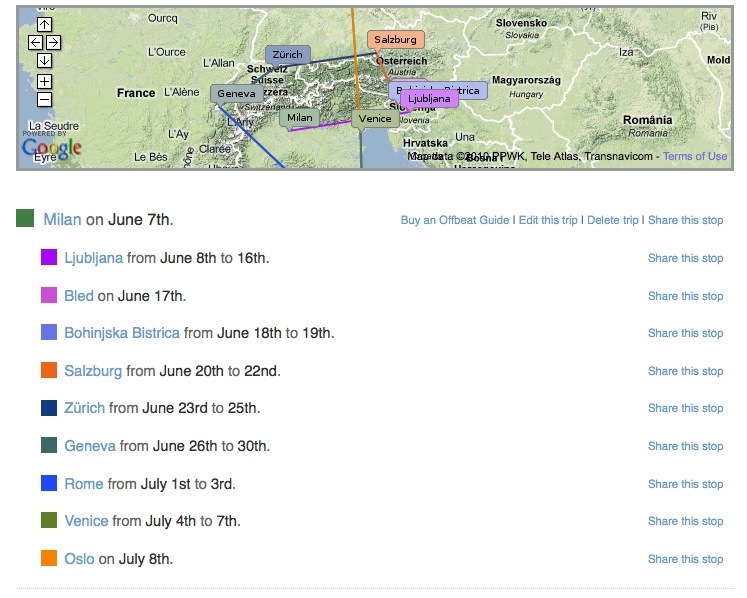 Ourcq
Slovensko
Slovakia
Riv
(Рів)
L'Ource
L'Allan
Zürich
Salzburg
Österreich
Austria
Iza
Mold
Schweiz
Suisse
France
L'Alène
Geneva
Magyarország
Hungary
Ljubljana
Milan
Venice
România
Romania
La Seudre
L'Ay
Una
POWERED BY
Google
Eyre
Le Bés
Clarée
Hrvatska
Map data ©2010 PPWK, Tele Atlas, Transnavicom - Terms of Use
Milan on June 7th.
Buy an Offbeat Guide | Edit this trip | Delete trip | Share this stop
Ljubljana from June 8th to 16th. Share this stop
Bled on June 17th. Share this stop
Bohinjska Bistrica from June 18th to 19th. Share this stop
Salzburg from June 20th to 22nd. Share this stop
Zürich from June 23rd to 25th. Share this stop
Geneva from June 26th to 30th. Share this stop
Rome from July 1st to 3rd. Share this stop
Venice from July 4th to 7th. Share this stop
Oslo on July 8th. Share this stop